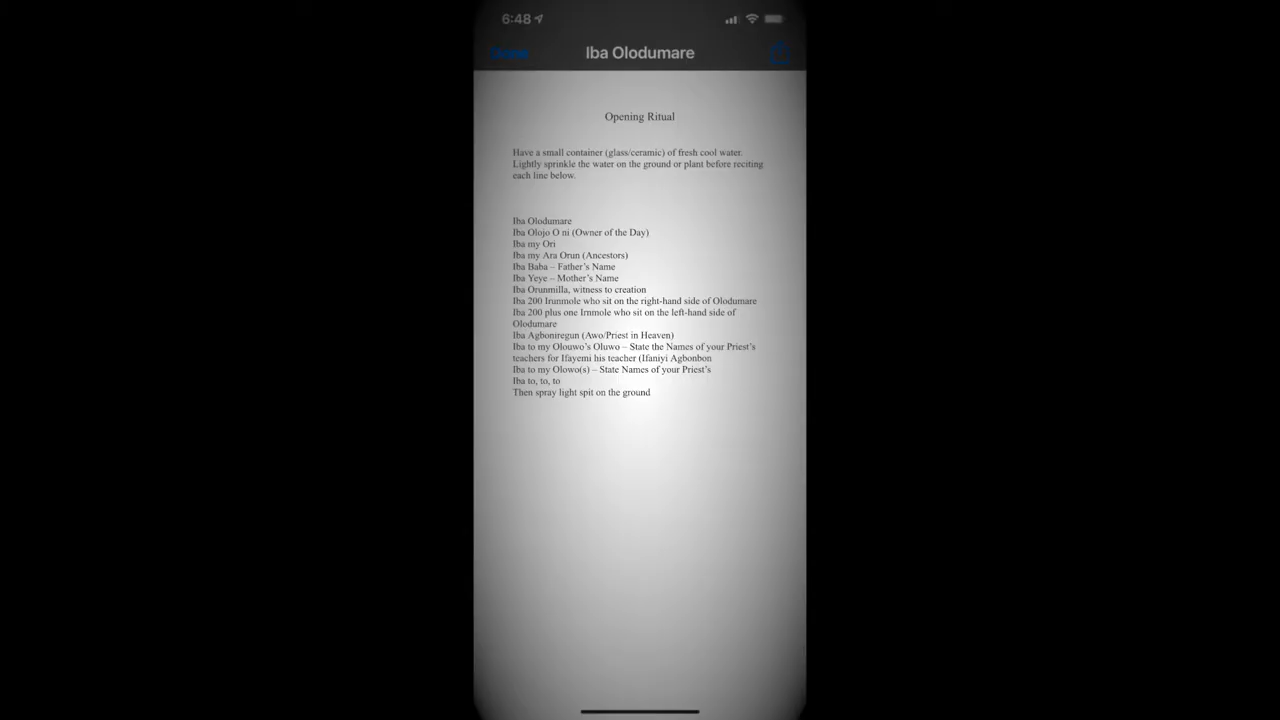 6:48
Iba Olodumare
Opening Ritual
Have a small container (glass/ceramic) of fresh cool water.
Lightly sprinkle the water on the ground or plant before reciting
each line below.
Iba Olodumare
Iba Olojo O ni (Owner of the Day)
Iba my Ori
Iba my Ara Orun (Ancestors)
Iba Baba – Father's Name
Iba Yeye – Mother's Name
Iba Orunmilla, witness to creation
Iba 200 Irunmole who sit on the right-hand side of Olodumare
Iba 200 plus one Irnmole who sit on the left-hand side of
Olodumare
Iba Agboniregun (Awo/Priest in Heaven)
Iba to my Olouwo's Oluwo – State the Names of your Priest's
teachers for Ifayemi his teacher (Ifaniyi Agbonbon
Iba to my Olowo(s) – State Names of your Priest's
Iba to, to, to
Then spray light spit on the ground